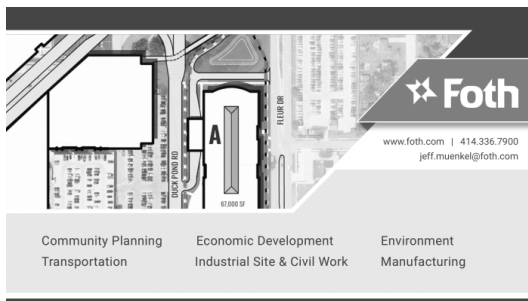 Foth
www.foth.com | 414.336.7900
jeff.muenkel@foth.com
FLEUR DR
DUCK POND RD
A
67,000 SF
Community Planning
Economic Development
Environment
Transportation
Industrial Site & Civil Work
Manufacturing